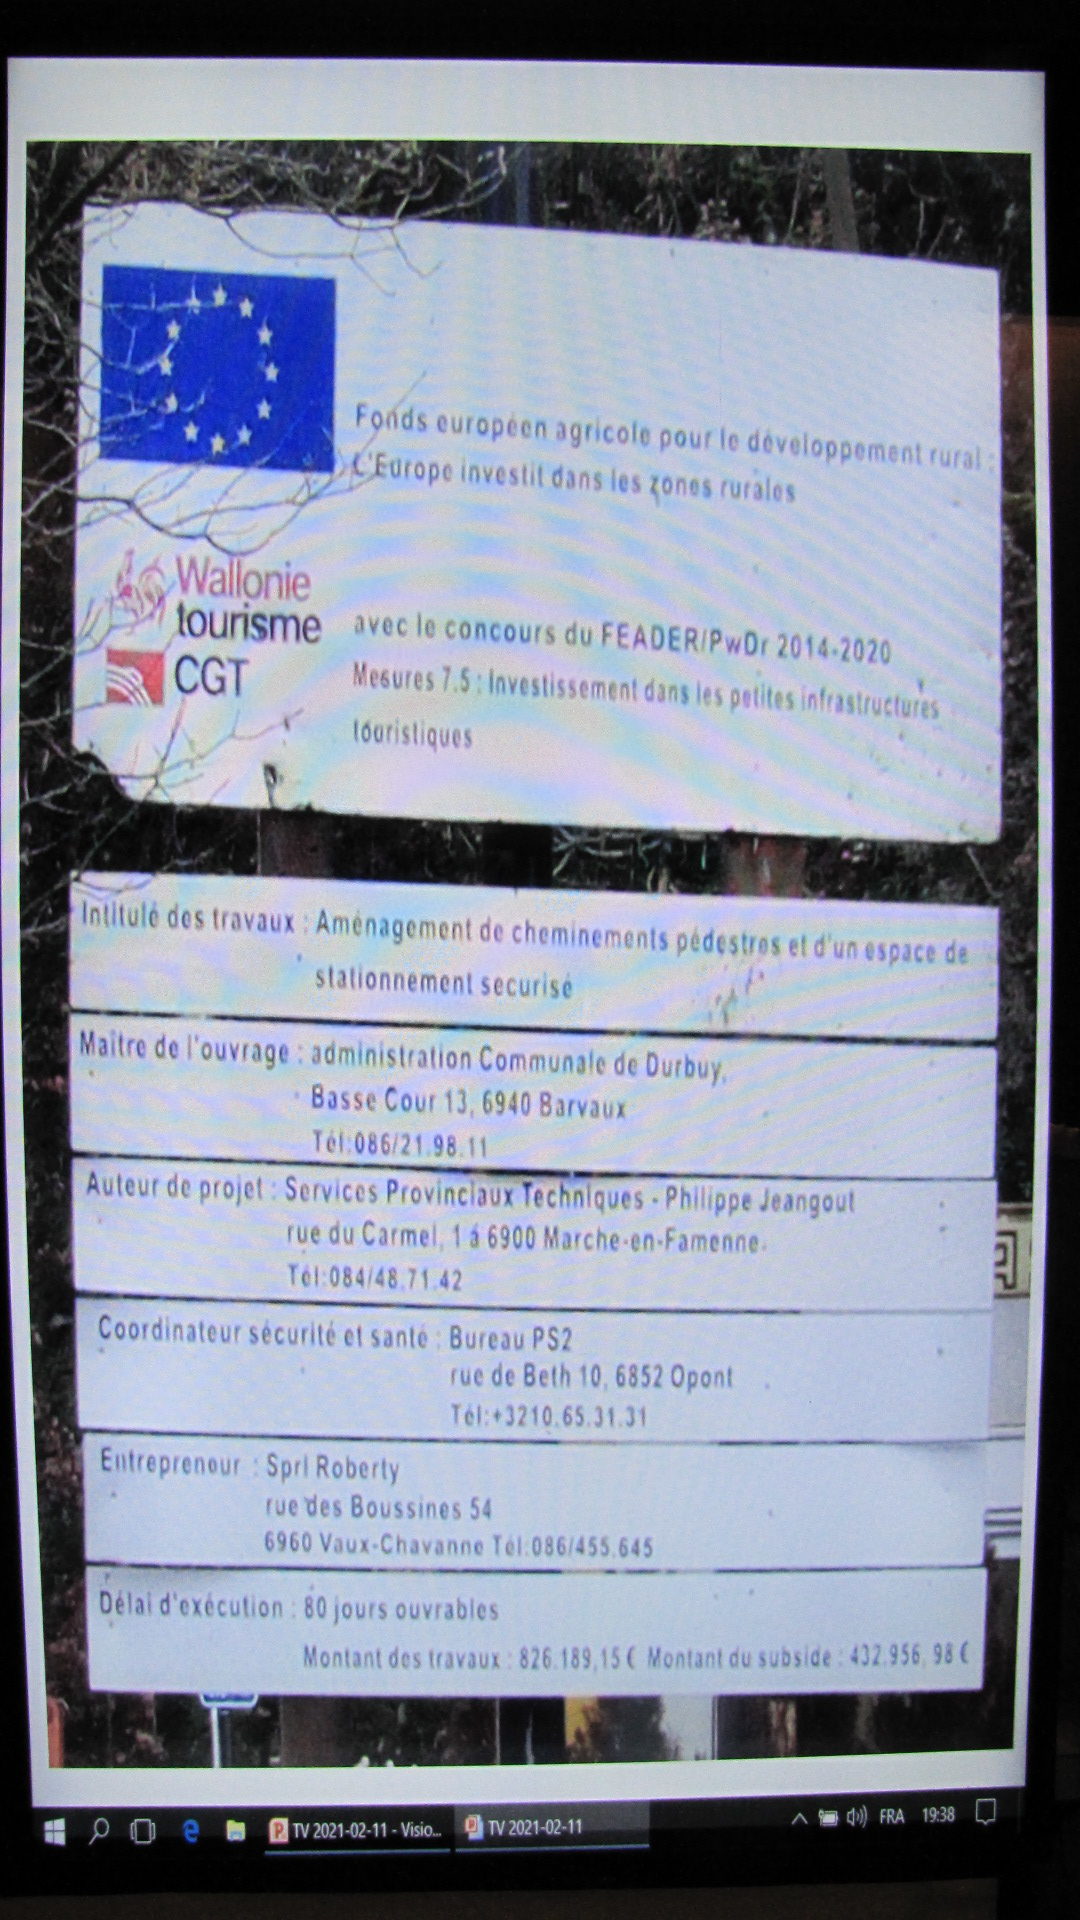 Fonds européen agricole pour le développement rural :
L'Europe investit dans les zones rurales
Wallonie
tourisme
CGT
avec le concours du FEADER/PwDr 2014-2020
Mesures 7.5 : Investissement dans les petites infrastructures
touristiques
Intitulé des travaux : Aménagement de cheminements pédestres et d'un espace de
stationnement securisé
Maître de l'ouvrage : administration Communale de Durbuy,
Basse Cour 13, 6940 Barvaux
Tél:086/21.98.11
Auteur de projet : Services Provinciaux Techniques - Philippe Jeangout
rue du Carmel, 1 à 6900 Marche-en-Famenne
Tél:084/48.71.42
Coordinateur sécurité et santé : Bureau PS2
rue de Beth 10, 6852 Opont
Tél:+3210.65.31.31
Entrepreneur : Sprl Roberty
rue des Boussines 54
6960 Vaux-Chavanne Tél:086/455.645
Délai d'exécution : 80 jours ouvrables
Montant des travaux : 826.189,15 € Montant du subside : 432.956, 98 €
TV 2021-02-11 - Visio... TV 2021-02-11 FRA 19:38